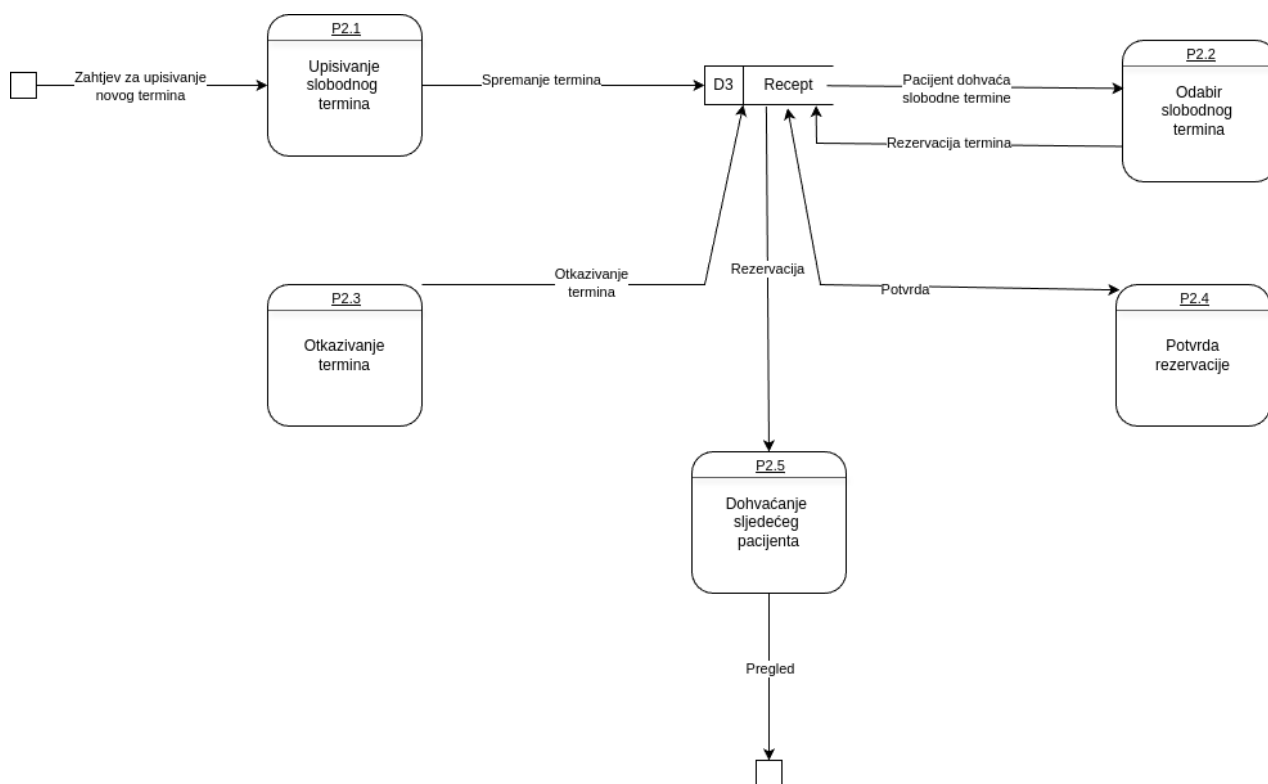 P2.1
Upisivanje
slobodnog
termina
Zahtjev za upisivanje
novog termina
Spremanje termina
D3
Recept
Pacijent dohvaća
slobodne termine
P2.2
Odabir
slobodnog
termina
Rezervacija termina
Otkazivanje
termina
Rezervacija
Potvrda
P2.3
Otkazivanje
termina
P2.4
Potvrda
rezervacije
P2.5
Dohvaćanje
sljedećeg
pacijenta
Pregled